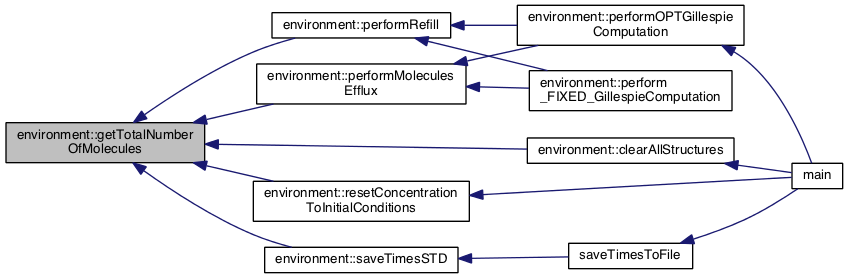 environment::performRefill
environment::performOPTGillespie
Computation
environment::performMolecules
Efflux
environment::perform
_FIXED_GillespieComputation
environment::getTotalNumber
OfMolecules
environment::clearAllStructures
main
environment::resetConcentration
ToInitialConditions
environment::saveTimesSTD
saveTimesToFile